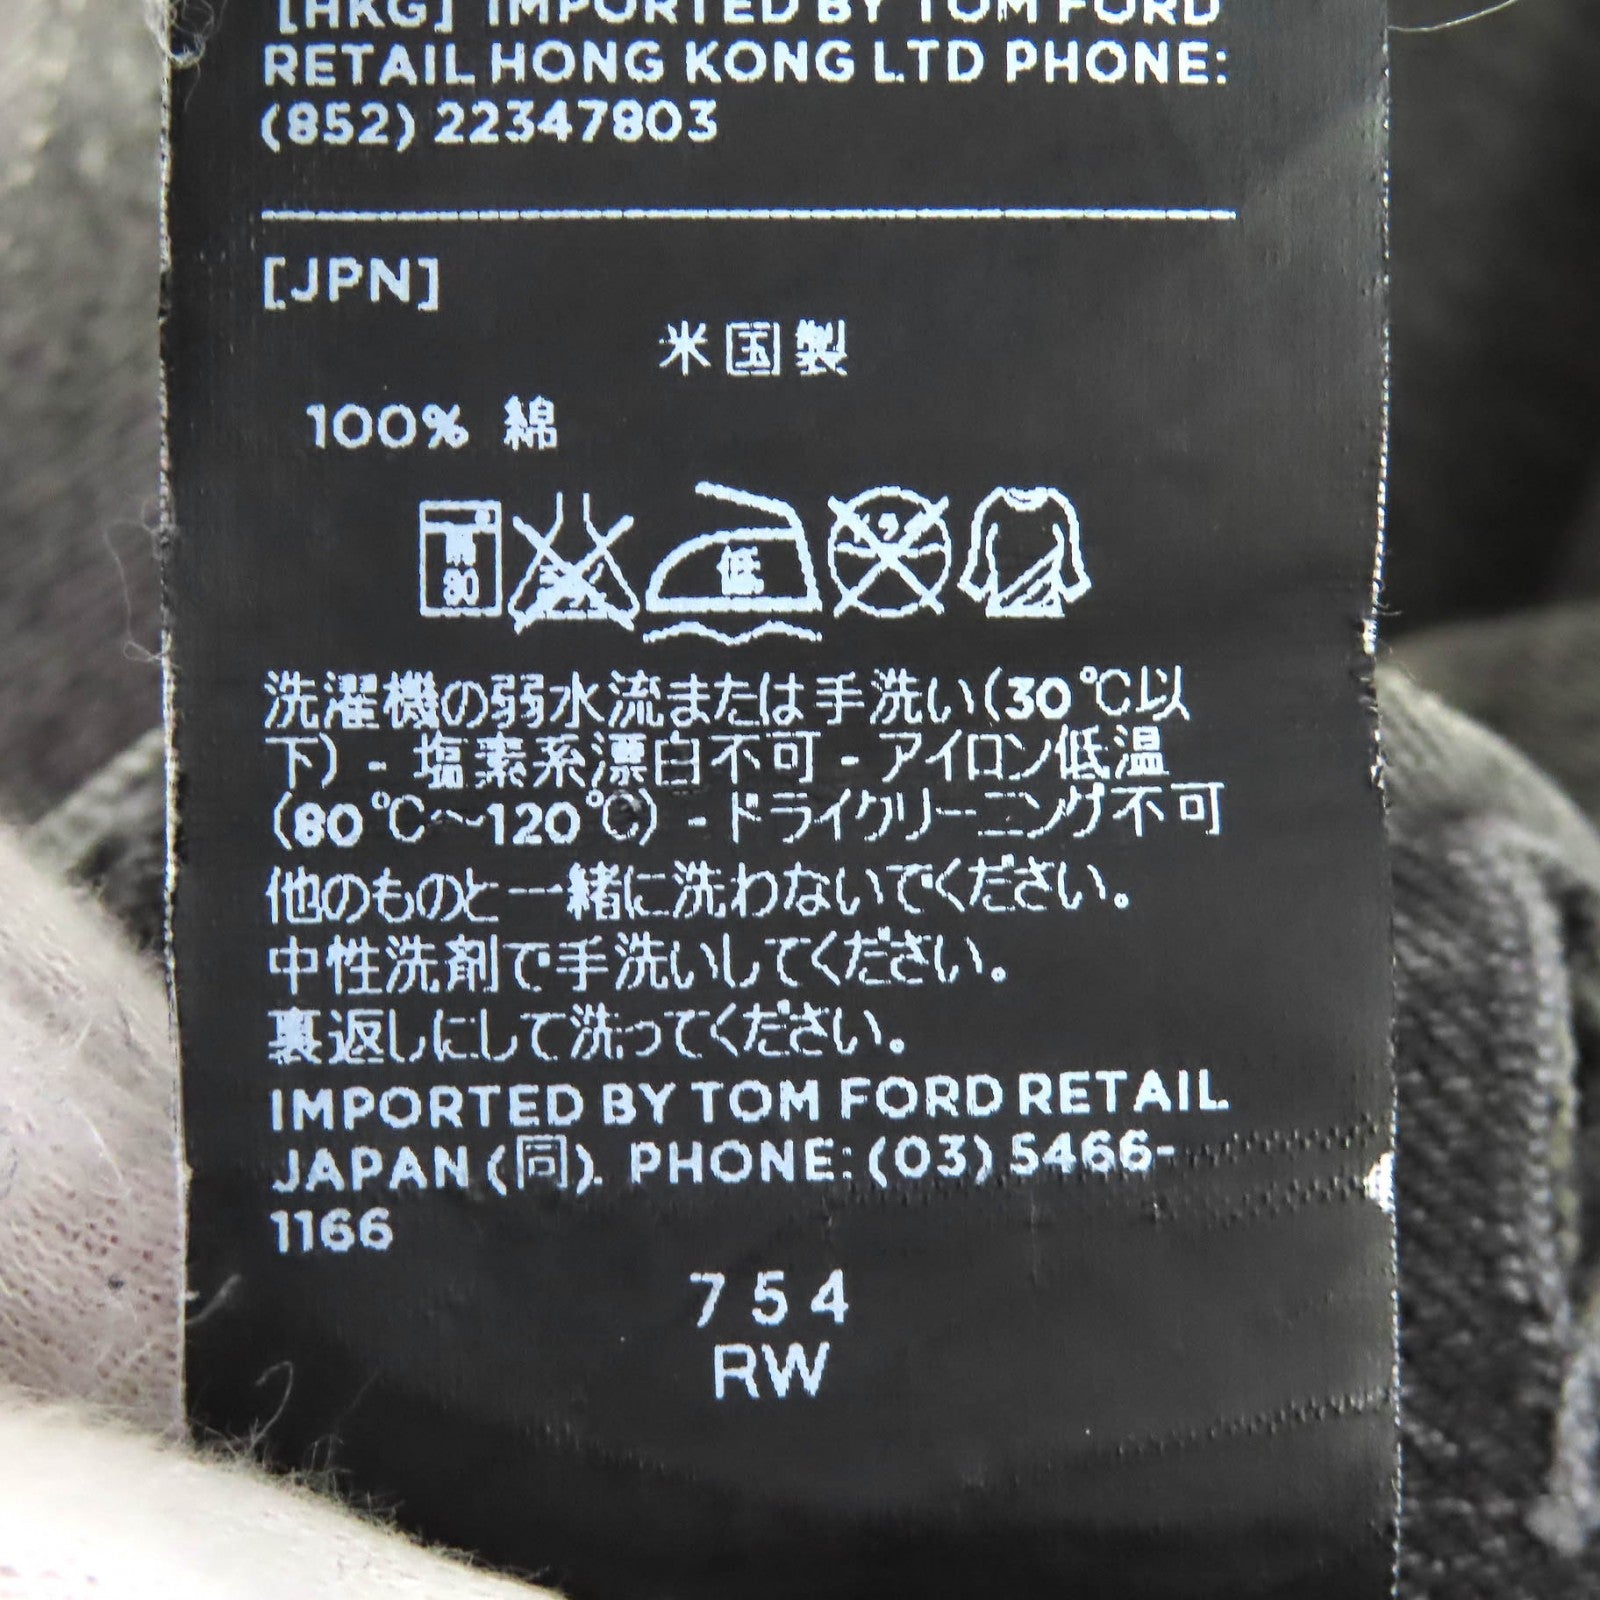 [HKG] IMPORTED BY TOM FORD
RETAIL HONG KONG LTD PHONE:
(852) 22347803
[JPN]
米国製
100% 綿
30
低
洗濯機の弱水流または手洗い(30℃以
下) - 塩素系漂白不可 - アイロン低温
(80℃～120℃) - ドライクリーニング不可
他のものと一緒に洗わないでください。
中性洗剤で手洗いしてください。
裏返しにして洗ってください。
IMPORTED BY TOM FORD RETAIL
JAPAN (同). PHONE: (03) 5466-
1166
754
RW